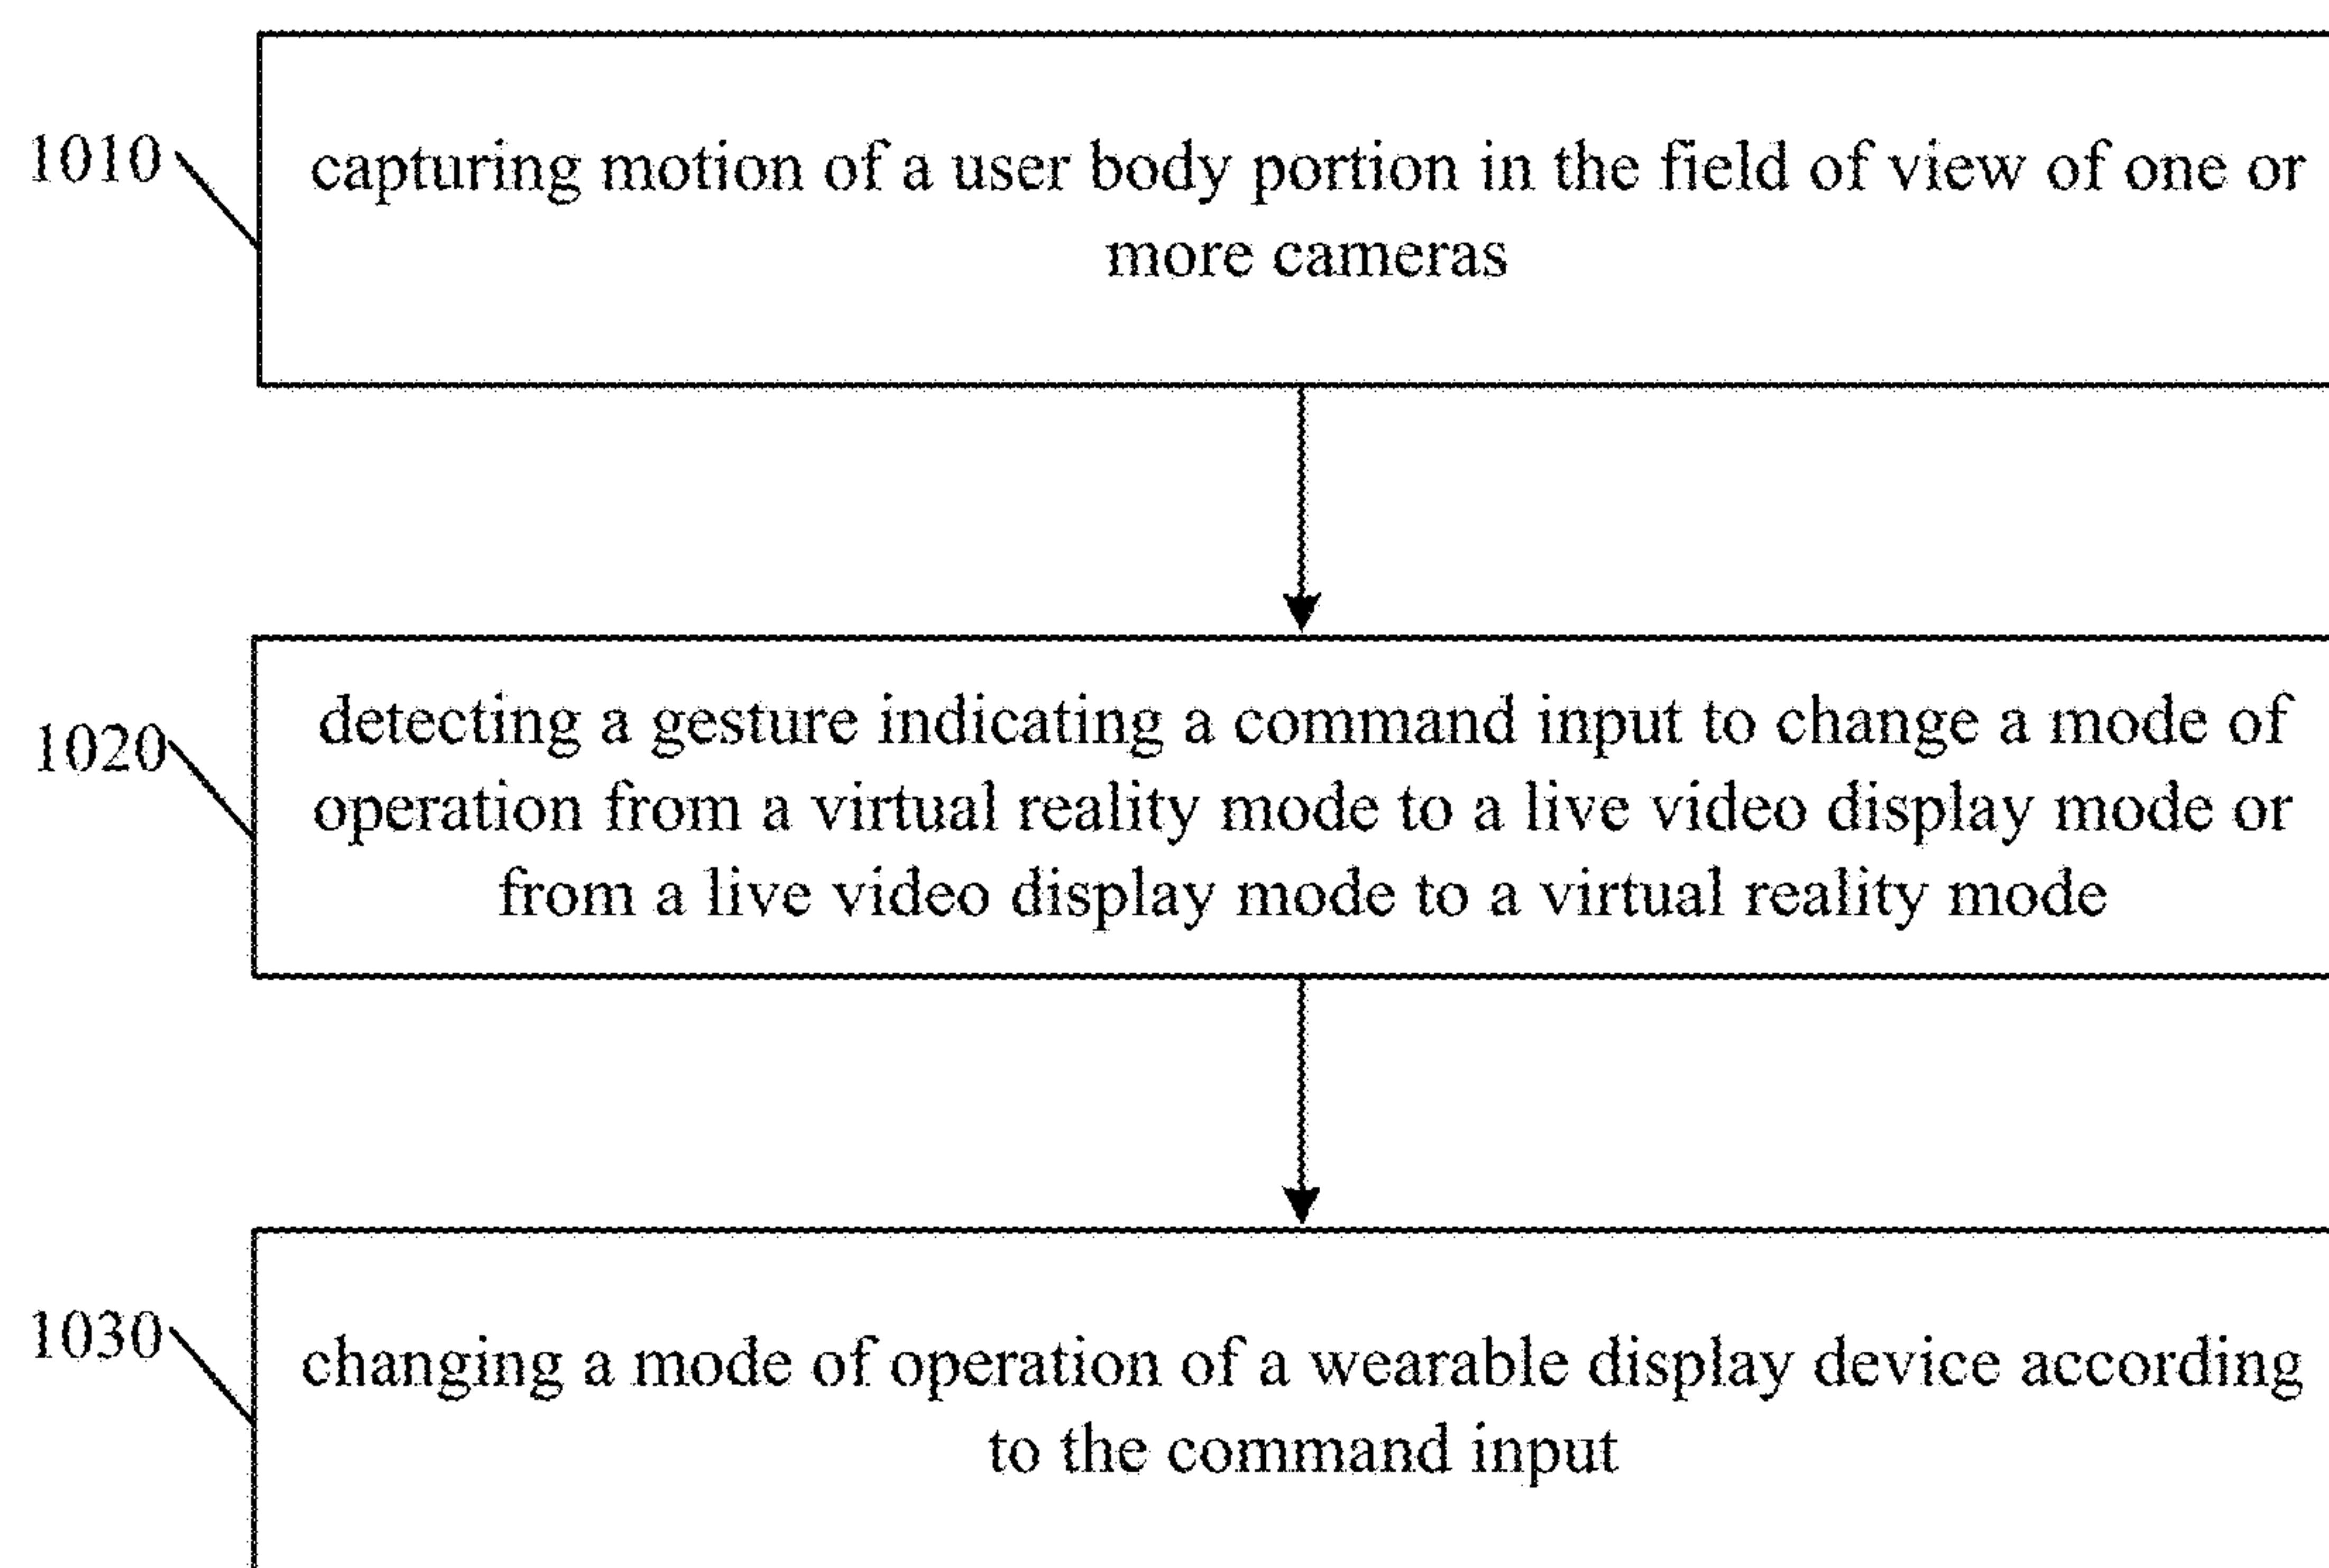 1010
capturing motion of a user body portion in the field of view of one or
more cameras
1020
detecting a gesture indicating a command input to change a mode of
operation from a virtual reality mode to a live video display mode or
from a live video display mode to a virtual reality mode
1030
changing a mode of operation of a wearable display device according
to the command input